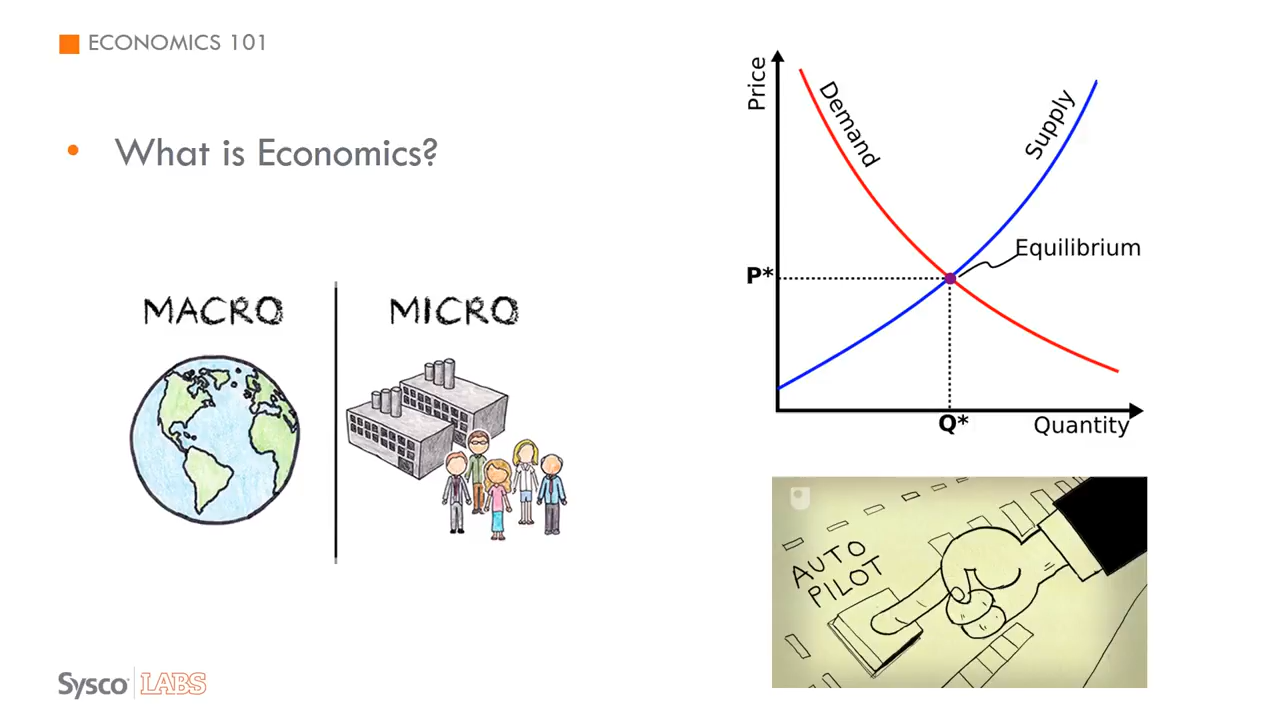 ECONOMICS 101
• What is Economics?
MACRO
MICRO
Price
Demand
Supply
Equilibrium
P*
Q*
Quantity
AUTO
PILOT
Sysco LABS